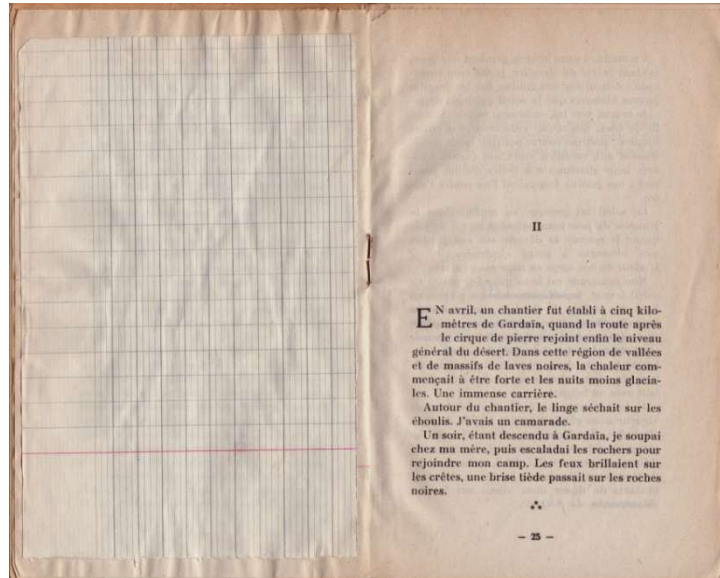 II
EN avril, un chantier fut établi à cinq kilo-
mètres de Gardaïa, quand la route après
le cirque de pierre rejoint enfin le niveau
général du désert. Dans cette région de vallées
et de massifs de laves noires, la chaleur com-
mençait à être forte et les nuits moins glacia-
les. Une immense carrière.
Autour du chantier, le linge séchait sur les
éboulis. J'avais un camarade.
Un soir, étant descendu à Gardaïa, je soupai
chez ma mère, puis escaladai les rochers pour
rejoindre mon camp. Les feux brillaient sur
les crêtes, une brise tiède passait sur les roches
noires.
— 25 —